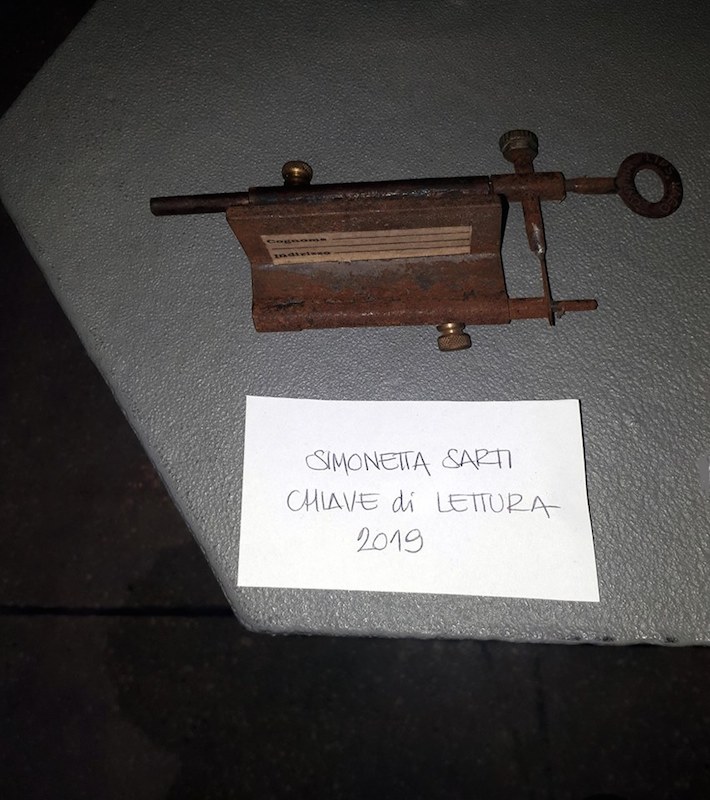 Cognome
Indirizzo
SIMONETTA SARTI
CHIAVE di LETTURA
2019